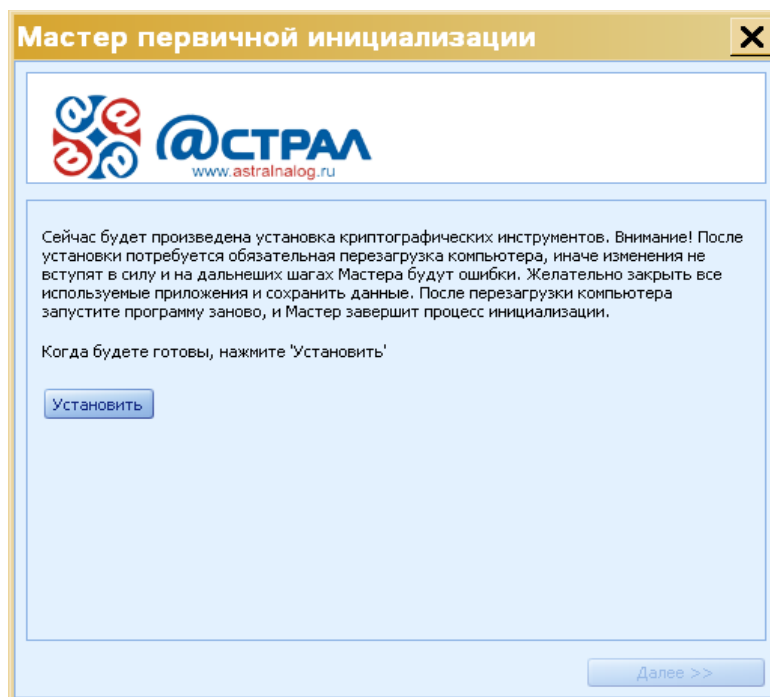 Мастер первичной инициализации
@СТРАЛ
www.astralnalog.ru
Сейчас будет произведена установка криптографических инструментов. Внимание! После
установки потребуется обязательная перезагрузка компьютера, иначе изменения не
вступят в силу и на дальнеших шагах Мастера будут ошибки. Желательно закрыть все
используемые приложения и сохранить данные. После перезагрузки компьютера
запустите программу заново, и Мастер завершит процесс инициализации.
Когда будете готовы, нажмите 'Установить'
Установить
Далее >>